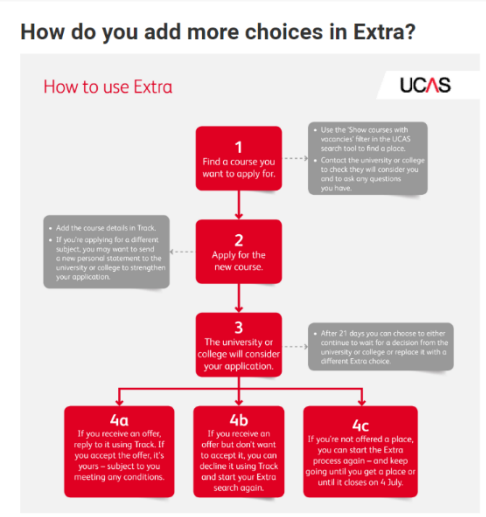 How do you add more choices in Extra?
How to use Extra
UCAS
1
Find a course you
want to apply for.
• Use the 'Show courses with
vacancies' filter in the UCAS
search tool to find a place.
• Contact the university or college
to check they will consider you
and to ask any questions
you have.
• Add the course details in Track.
• If you're applying for a different
subject, you may want to send
a new personal statement to the
university or college to strengthen
your application.
2
Apply for the
new course.
3
The university or
college will consider
your application.
• After 21 days you can choose to either
continue to wait for a decision from the
university or college or replace it with a
different Extra choice.
4a
If you receive an offer,
reply to it using Track. If
you accept the offer, it's
yours – subject to you
meeting any conditions.
4b
If you receive an
offer but don't want
to accept it, you can
decline it using Track
and start your Extra
search again.
4c
If you're not offered a place,
you can start the Extra
process again – and keep
going until you get a place or
until it closes on 4 July.